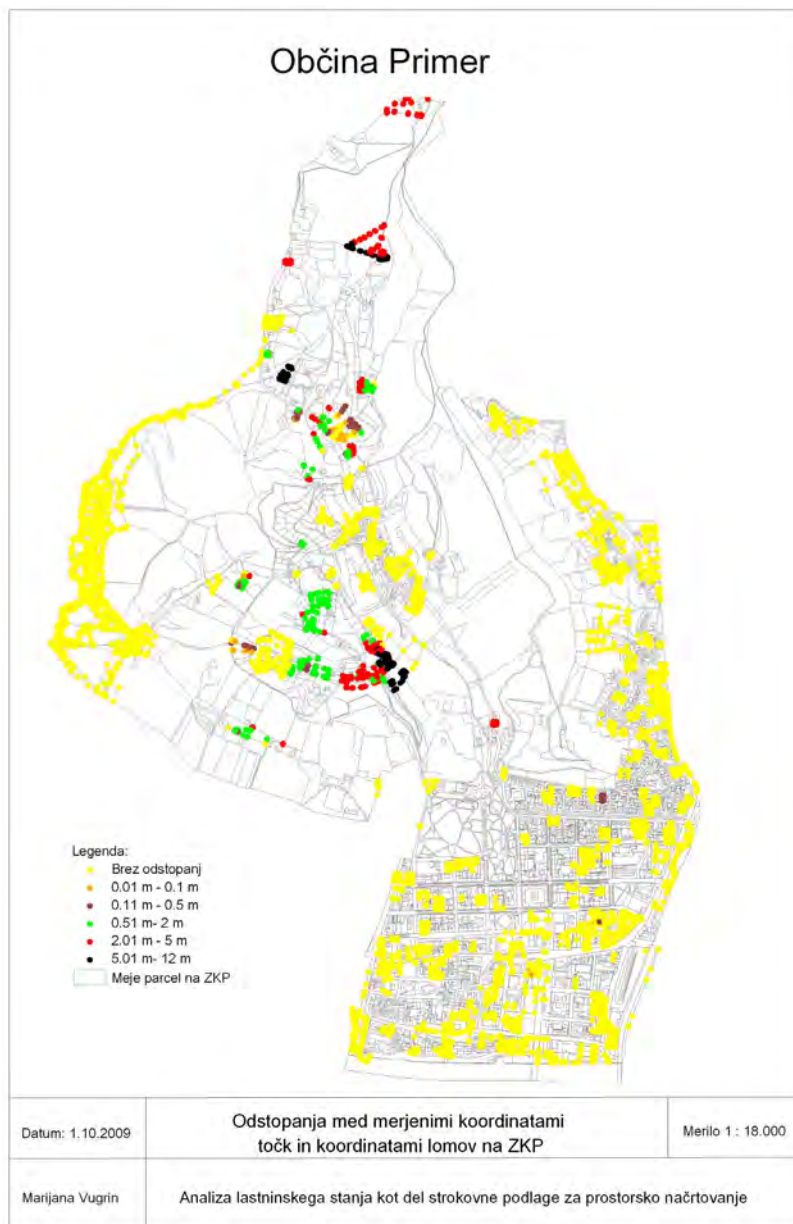 Občina Primer
Legenda:
Brez odstopanj
0.01 m - 0.1 m
0.11 m - 0.5 m
0.51 m- 2 m
2.01 m - 5 m
5.01 m- 12 m
Meje parcel na ZKP
Datum: 1.10.2009
Odstopanja med merjenimi koordinatami
točk in koordinatami lomov na ZKP
Merilo 1 : 18.000
Marijana Vugrin
Analiza lastninskega stanja kot del strokovne podlage za prostorsko načrtovanje